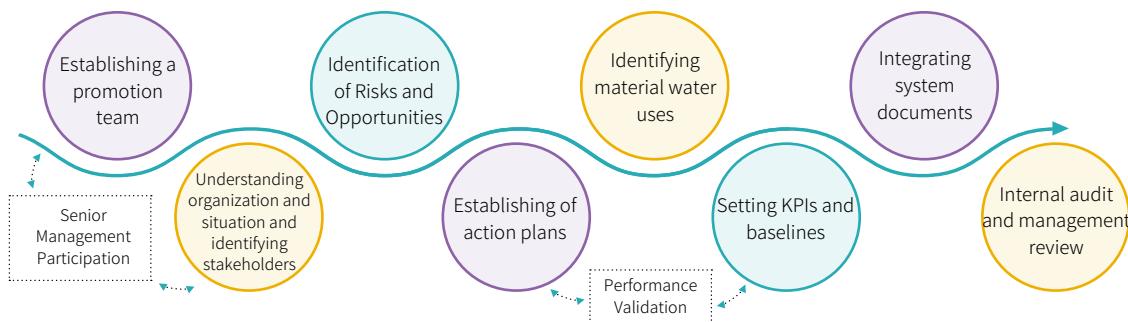 Establishing a
promotion
team
Senior
Management
Participation
Understanding
organization and
situation and
identifying
stakeholders
Identification
of Risks and
Opportunities
Establishing of
action plans
Identifying
material water
uses
Performance
Validation
Setting KPIs and
baselines
Integrating
system
documents
Internal audit
and management
review